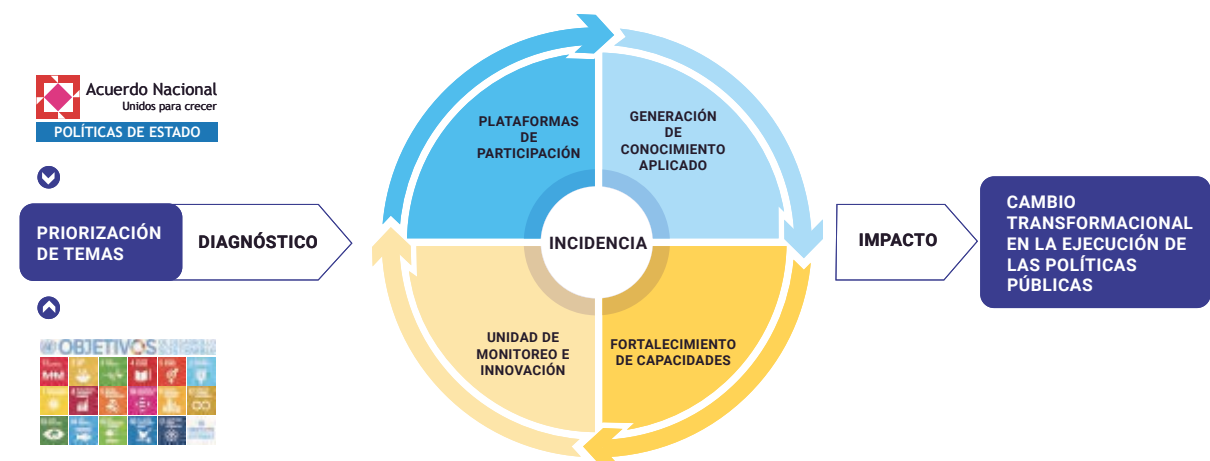 Acuerdo Nacional
Unidos para crecer
POLÍTICAS DE ESTADO
PRIORIZACIÓN
DE TEMAS
DIAGNÓSTICO
OBJETIVOS
PLATAFORMAS
DE
PARTICIPACIÓN
GENERACIÓN
DE
CONOCIMIENTO
APLICADO
INCIDENCIA
UNIDAD DE
MONITOREO E
INNOVACIÓN
FORTALECIMIENTO
DE CAPACIDADES
IMPACTO
CAMBIO
TRANSFORMACIONAL
EN LA EJECUCIÓN DE
LAS POLÍTICAS
PÚBLICAS